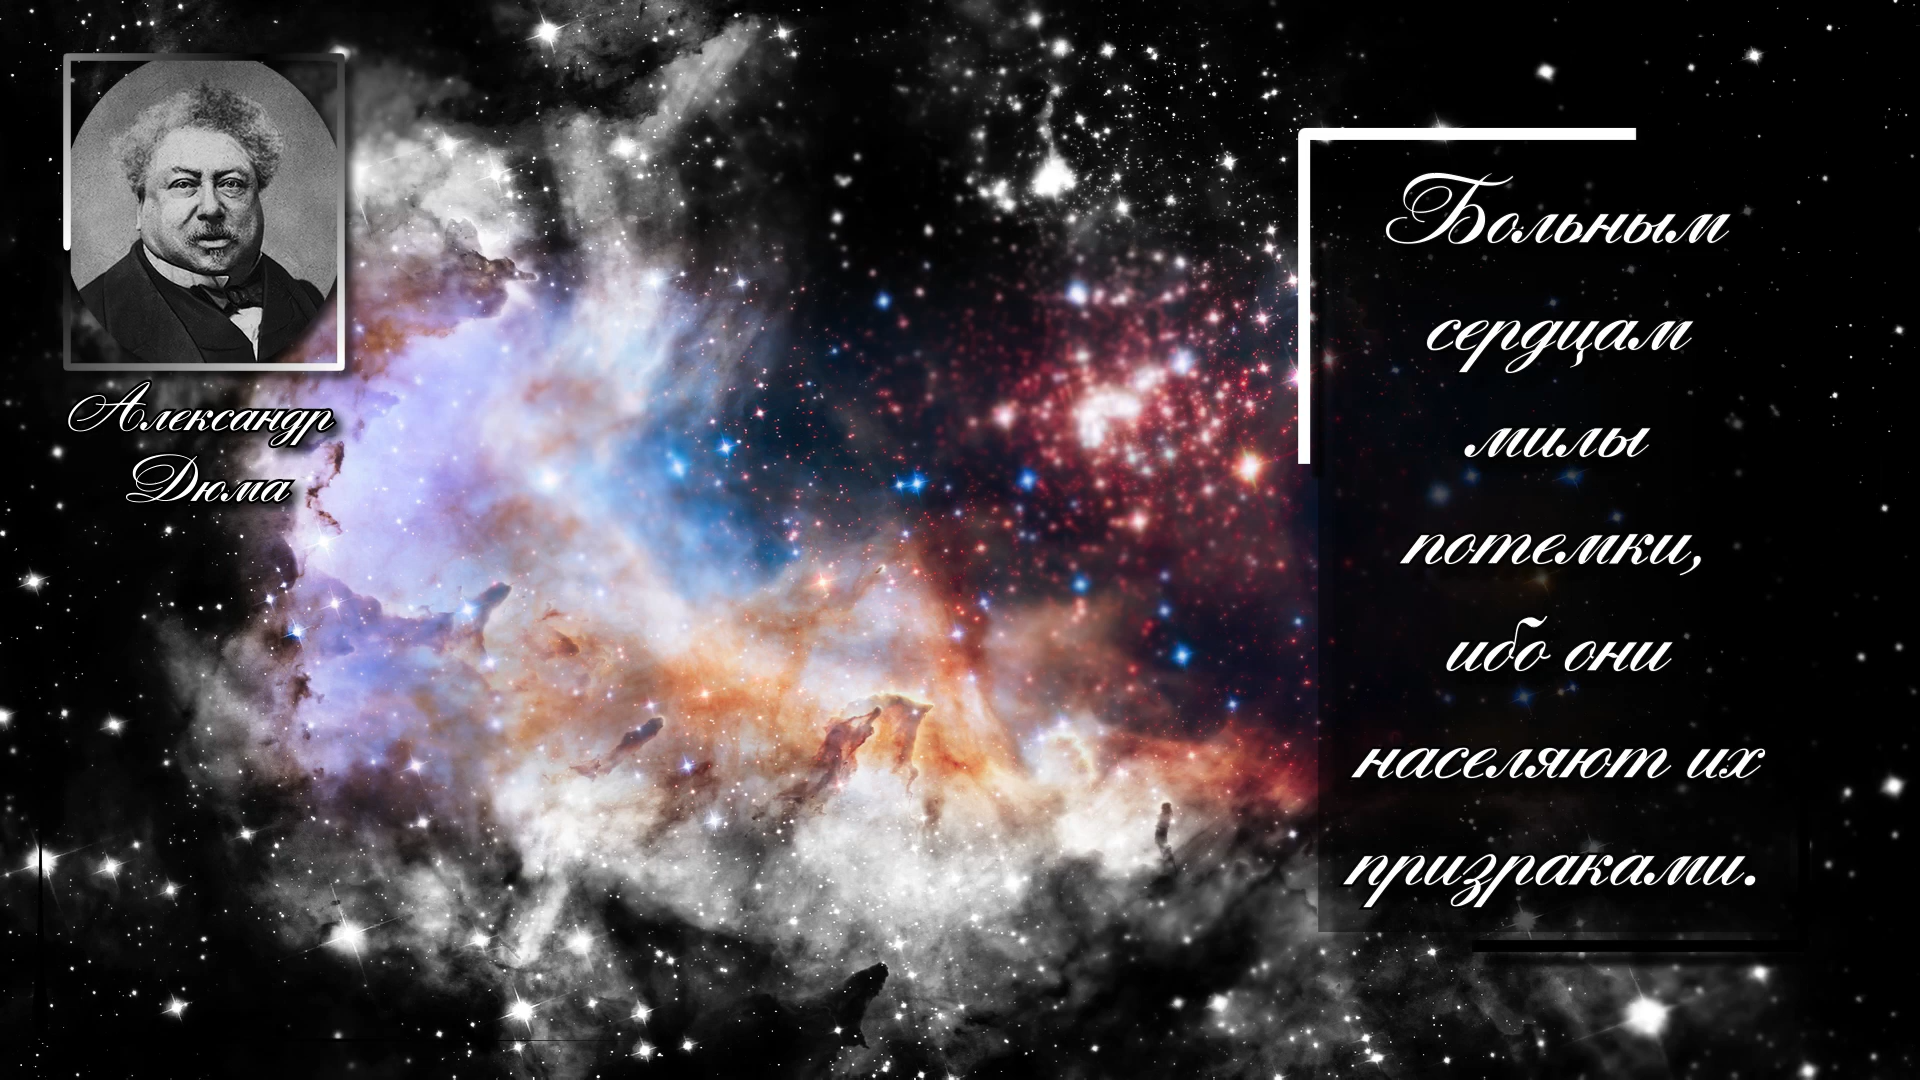 Александр
Дюма
Больным
сердцам
милы
потемки,
ибо они
населяют их
призраками.